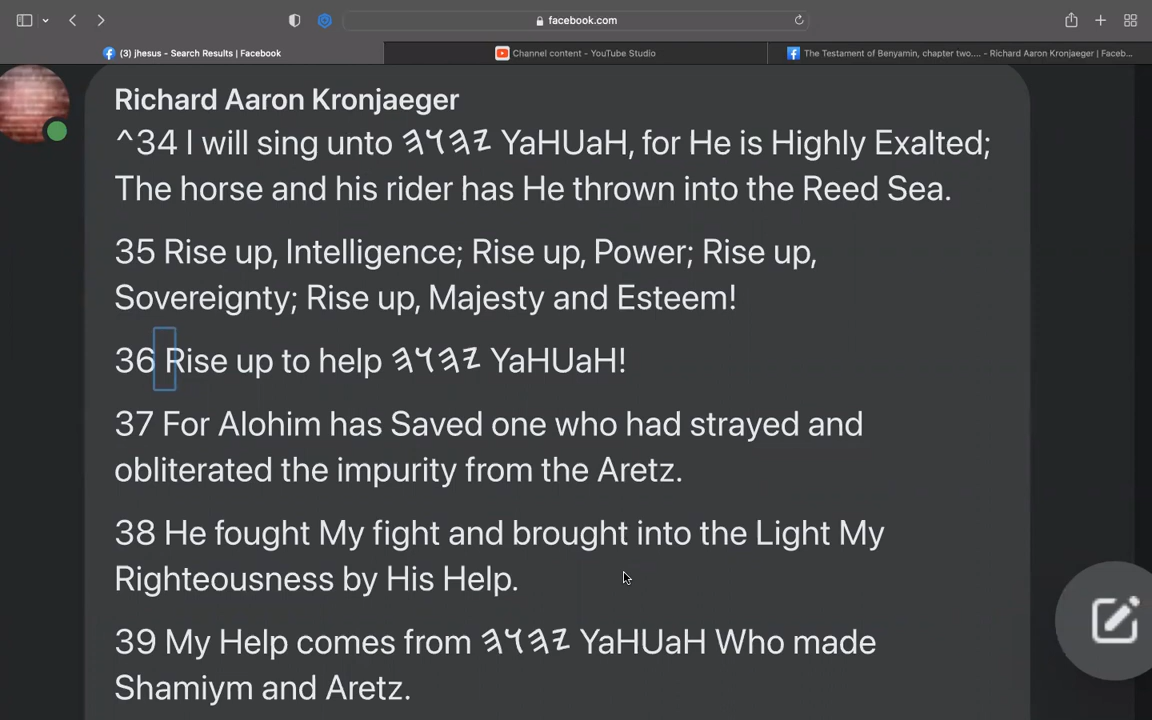 facebook.com
(3) jhesus - Search Results | Facebook
Channel content - YouTube Studio
The Testament of Benyamin, chapter two.... - Richard Aaron Kronjaeger | Faceb...
Richard Aaron Kronjaeger
^34 I will sing unto 𐤉𐤄𐤅𐤄 YaHUaH, for He is Highly Exalted;
The horse and his rider has He thrown into the Reed Sea.
35 Rise up, Intelligence; Rise up, Power; Rise up,
Sovereignty; Rise up, Majesty and Esteem!
36 Rise up to help 𐤉𐤄𐤅𐤄 YaHUaH!
37 For Alohim has Saved one who had strayed and
obliterated the impurity from the Aretz.
38 He fought My fight and brought into the Light My
Righteousness by His Help.
39 My Help comes from 𐤉𐤄𐤅𐤄 YaHUaH Who made
Shamiym and Aretz.